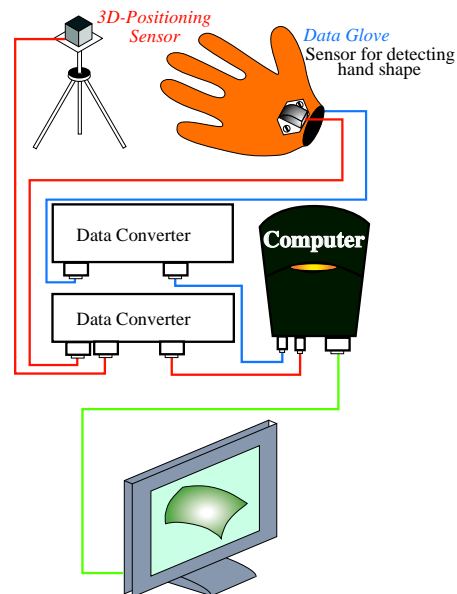 3D-Positioning
Sensor
Data Glove
Sensor for detecting
hand shape
Data Converter
Computer
Data Converter